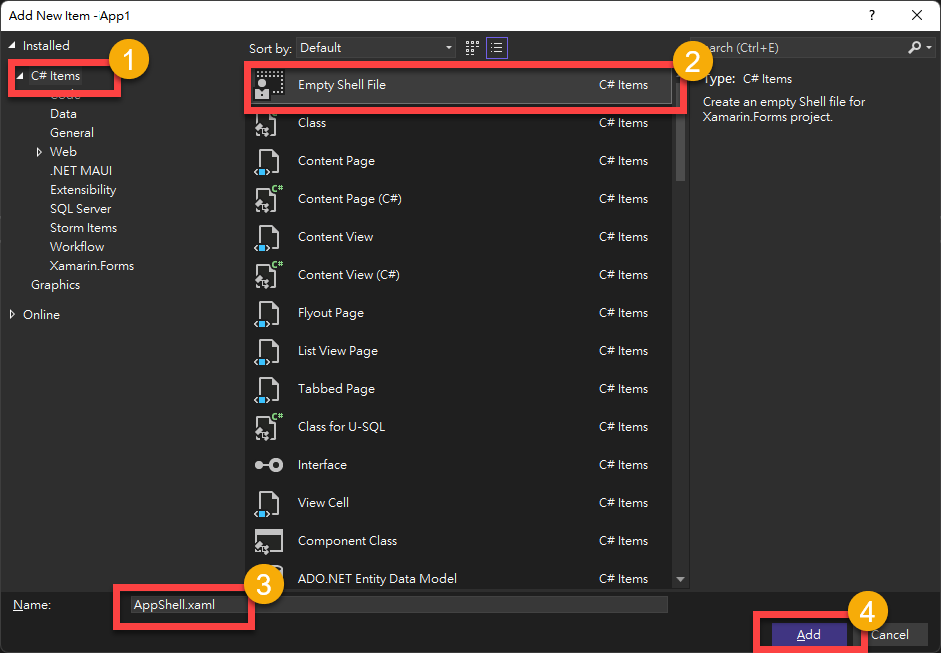 Add New Item - App1
?
Installed
1
C# Items
Code
Data
General
Web
.NET MAUI
Extensibility
SQL Server
Storm Items
Workflow
Xamarin.Forms
Graphics
Online
Sort by: Default
2
Empty Shell File C# Items
Class C# Items
Content Page C# Items
Content Page (C#) C# Items
Content View C# Items
Content View (C#) C# Items
Flyout Page C# Items
List View Page C# Items
Tabbed Page C# Items
Class for U-SQL C# Items
Interface C# Items
View Cell C# Items
Component Class C# Items
ADO.NET Entity Data Model C# Items
(Ctrl+E)
Type: C# Items
Create an empty Shell file for
Xamarin.Forms project.
3
Name: AppShell.xaml
4
Add
Cancel